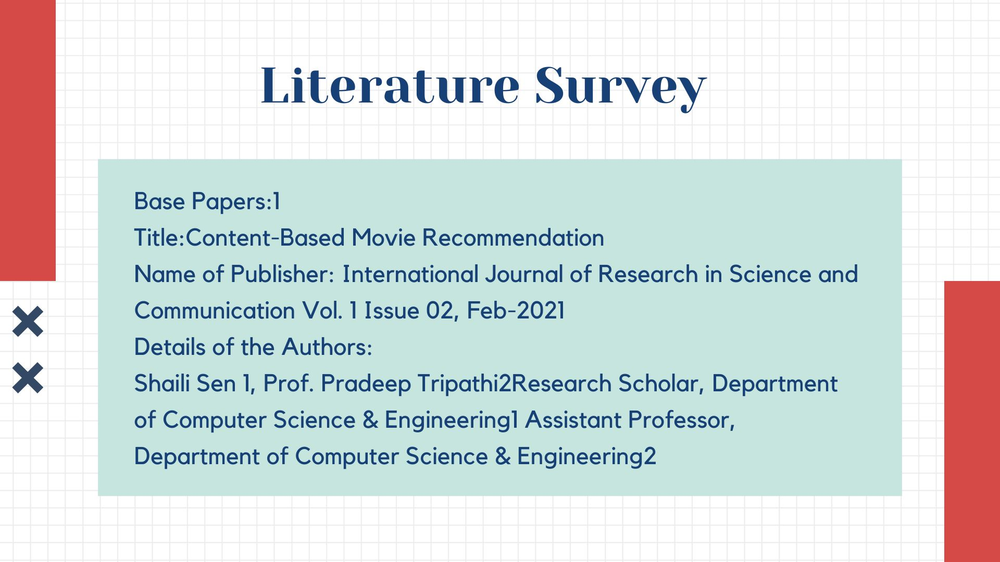 Literature Survey
Base Papers:1
Title:Content-Based Movie Recommendation
Name of Publisher: International Journal of Research in Science and
Communication Vol. 1 Issue 02, Feb-2021
Details of the Authors:
Shaili Sen 1, Prof. Pradeep Tripathi2Research Scholar, Department
of Computer Science & Engineering1 Assistant Professor,
Department of Computer Science & Engineering2